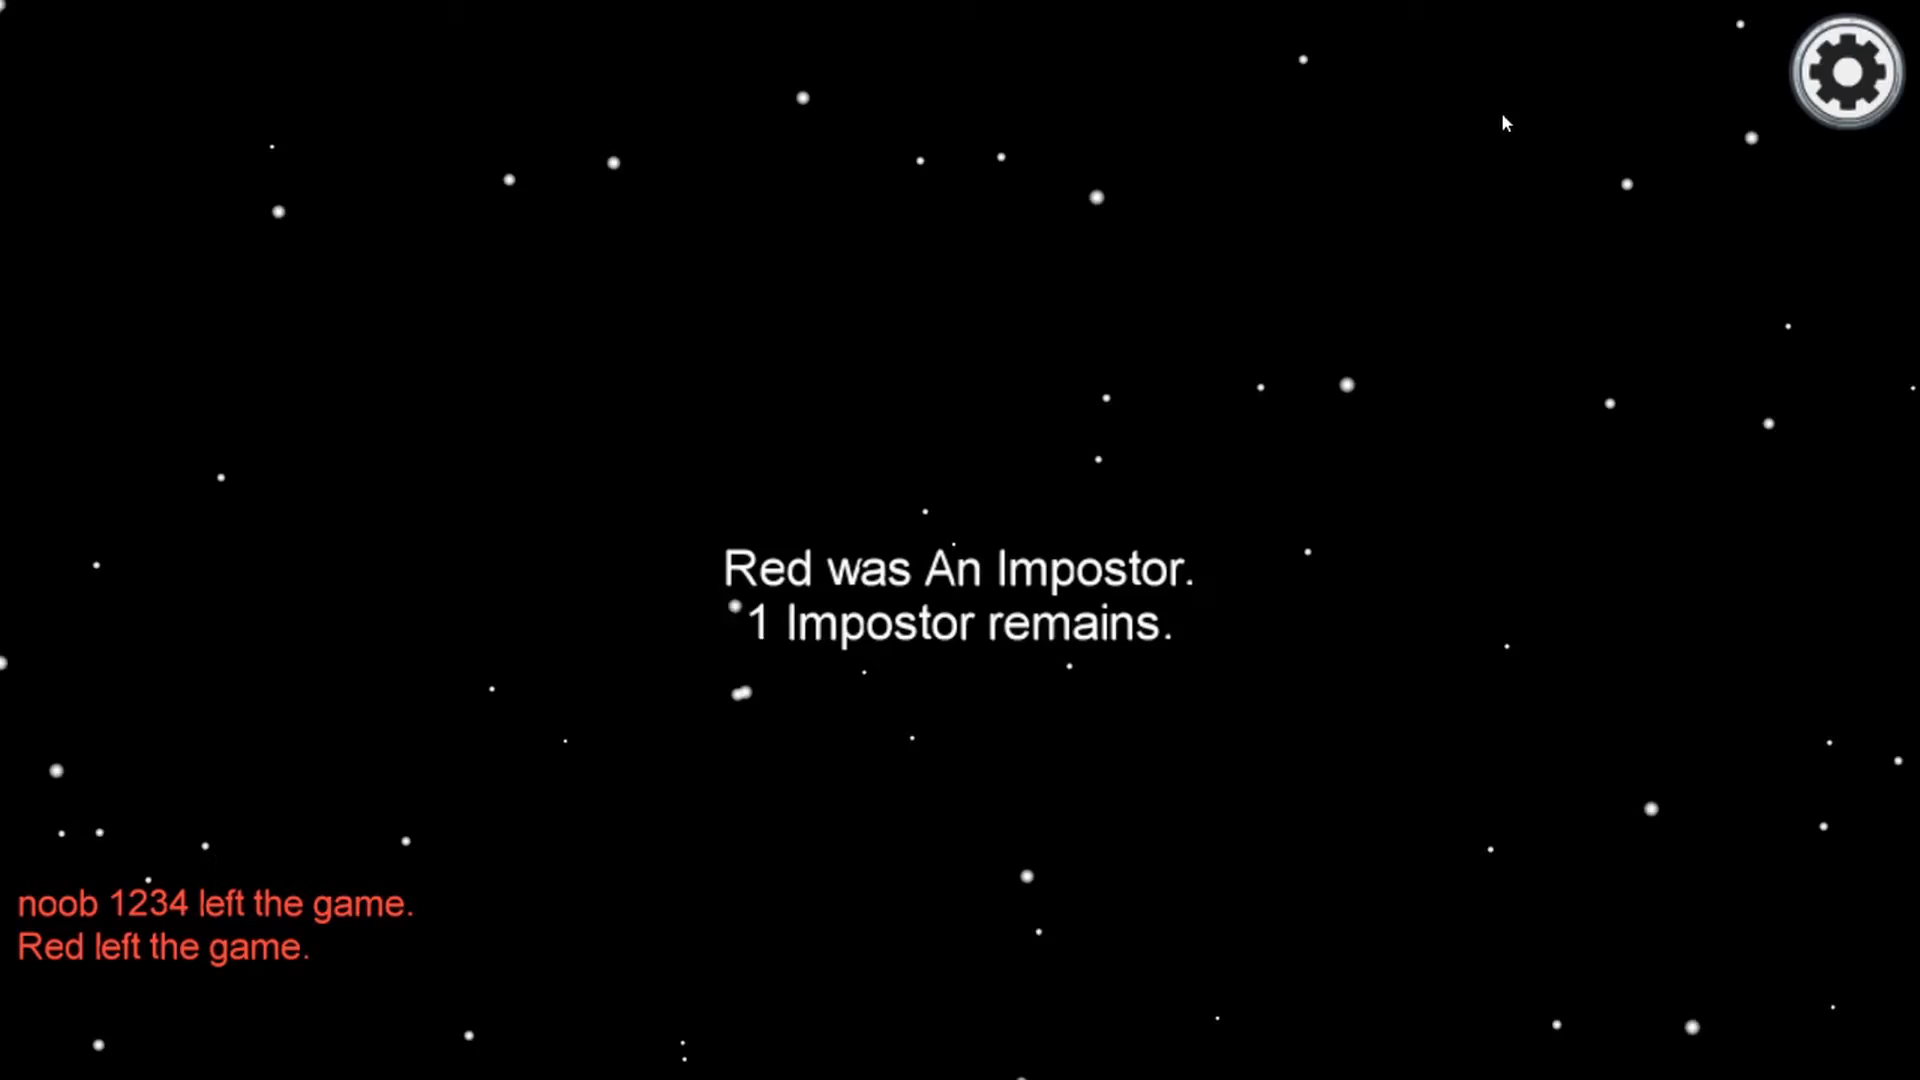 Red was An Impostor.
1 Impostor remains.
noob 1234 left the game.
Red left the game.